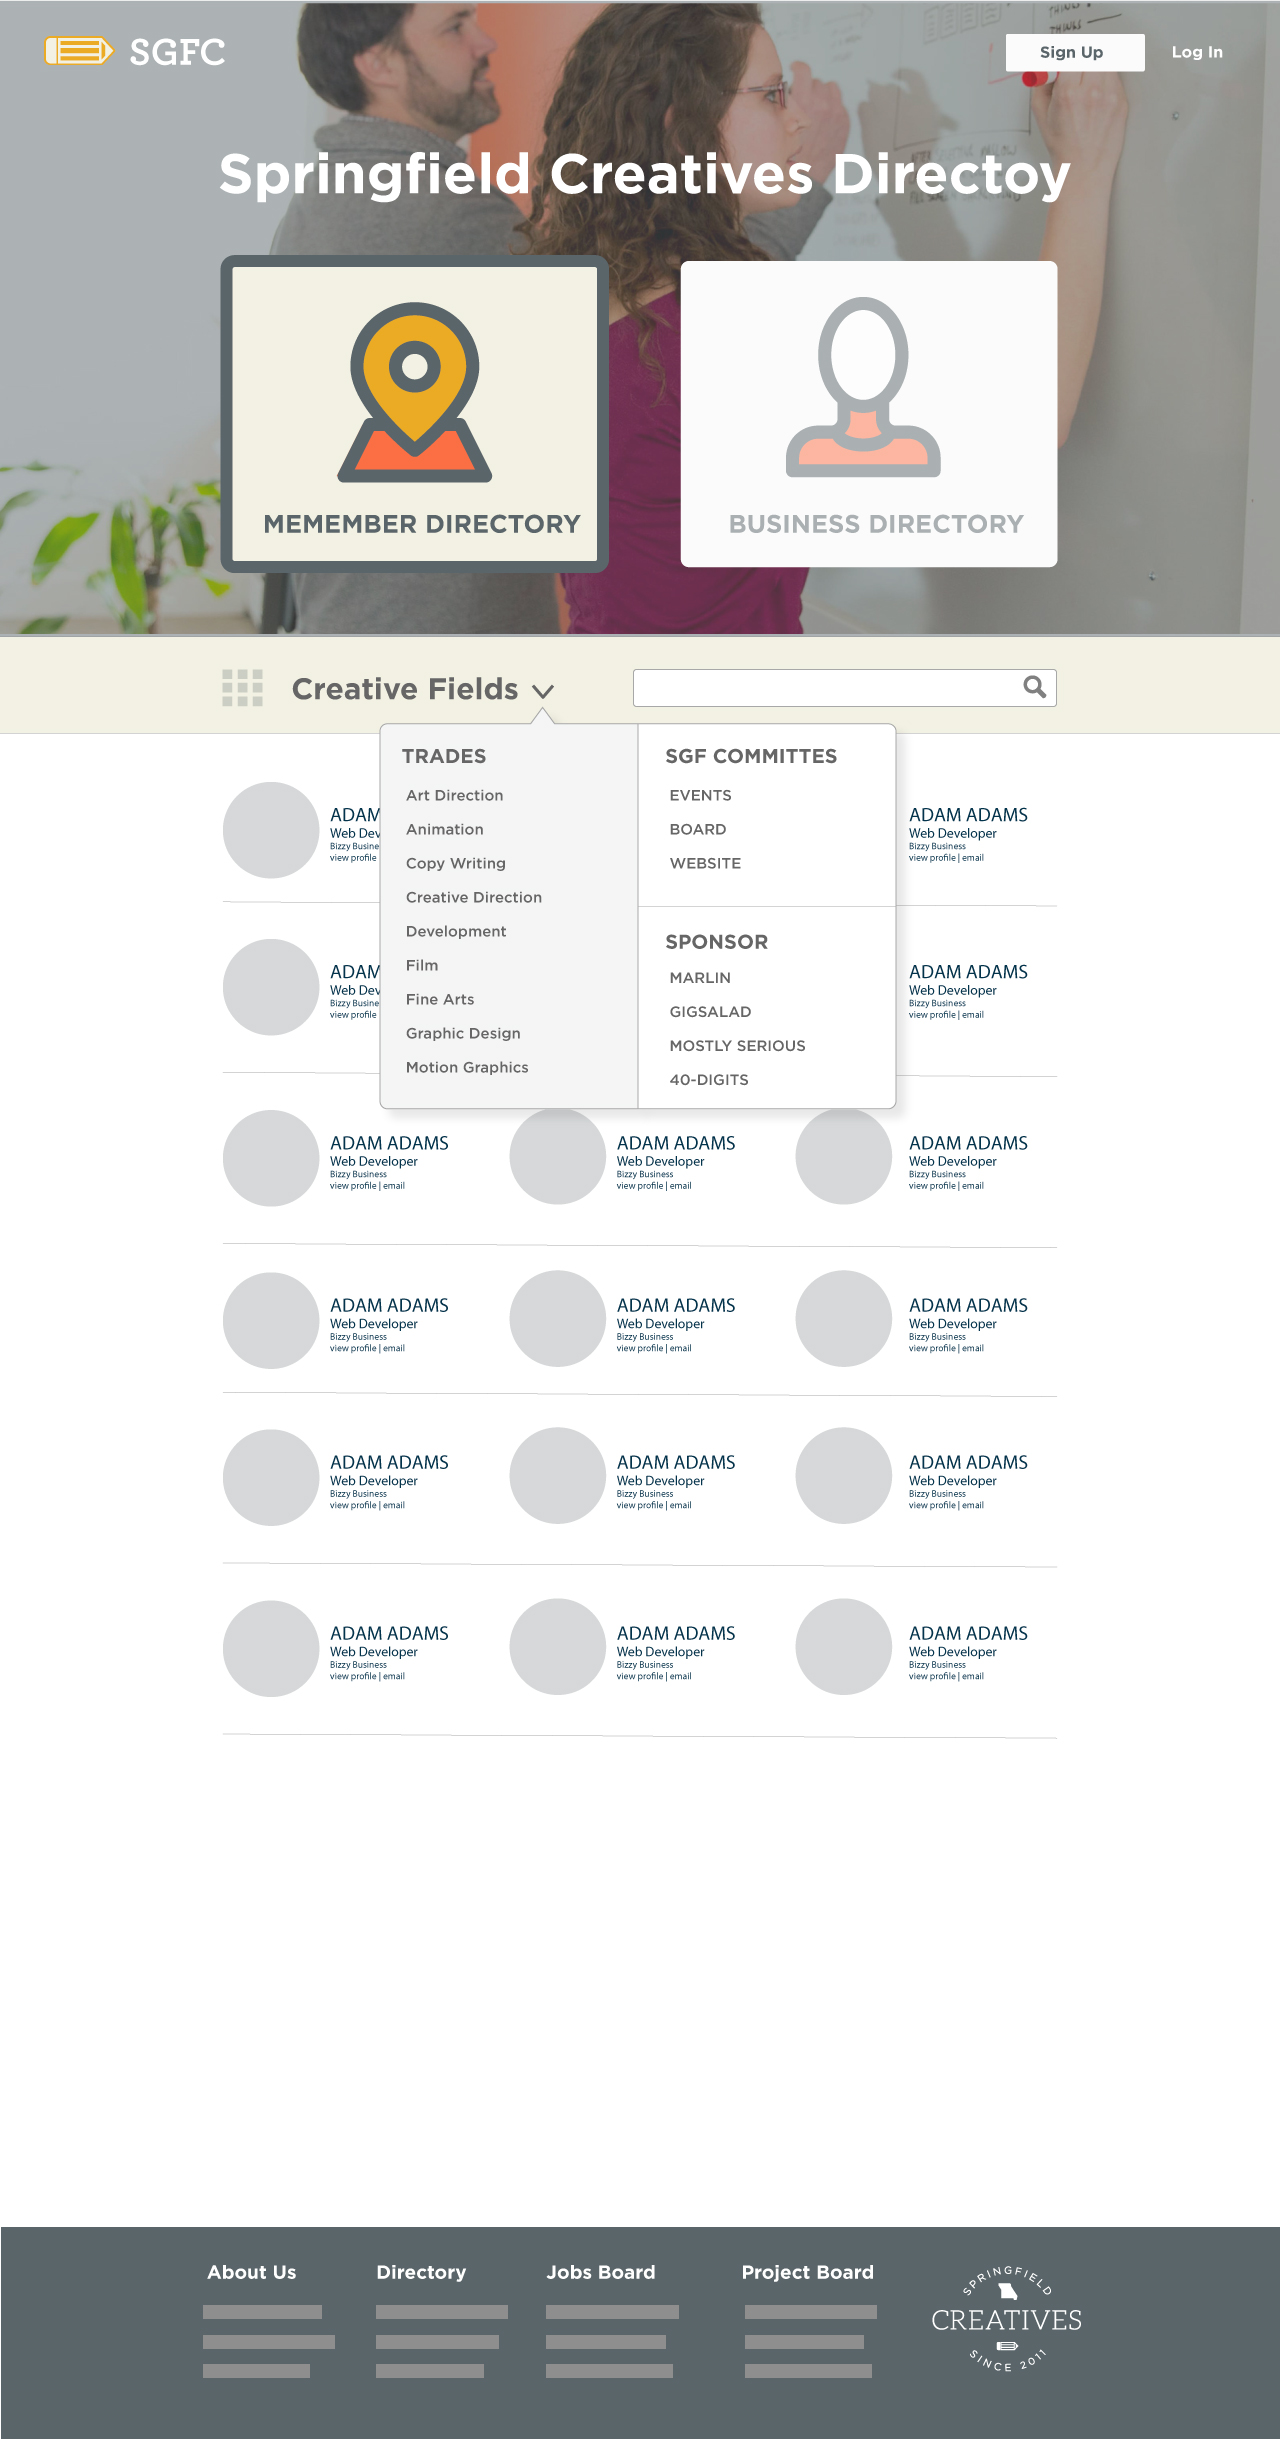 SGFC
Sign Up
Log In
Springfield Creatives Directoy
MEMEMBER DIRECTORY
BUSINESS DIRECTORY
Creative Fields
TRADES
Art Direction
Animation
Copy Writing
Creative Direction
Development
Film
Fine Arts
Graphic Design
Motion Graphics
SGF COMMITTES
EVENTS
BOARD
WEBSITE
SPONSOR
MARLIN
GIGSALAD
MOSTLY SERIOUS
40-DIGITS
ADAM
Web Dev
Bizzy Busine
view profile
ADAM ADAMS
Web Developer
Bizzy Business
view profile | email
ADAM
Web Dev
Bizzy Busine
view profile
ADAM ADAMS
Web Developer
Bizzy Business
view profile | email
ADAM ADAMS
Web Developer
Bizzy Business
view profile | email
ADAM ADAMS
Web Developer
Bizzy Business
view profile | email
ADAM ADAMS
Web Developer
Bizzy Business
view profile | email
ADAM ADAMS
Web Developer
Bizzy Business
view profile | email
ADAM ADAMS
Web Developer
Bizzy Business
view profile | email
ADAM ADAMS
Web Developer
Bizzy Business
view profile | email
ADAM ADAMS
Web Developer
Bizzy Business
view profile | email
ADAM ADAMS
Web Developer
Bizzy Business
view profile | email
ADAM ADAMS
Web Developer
Bizzy Business
view profile | email
ADAM ADAMS
Web Developer
Bizzy Business
view profile | email
ADAM ADAMS
Web Developer
Bizzy Business
view profile | email
ADAM ADAMS
Web Developer
Bizzy Business
view profile | email
About Us
Directory
Jobs Board
Project Board
SPRINGFIELD
CREATIVES
SINCE 2011